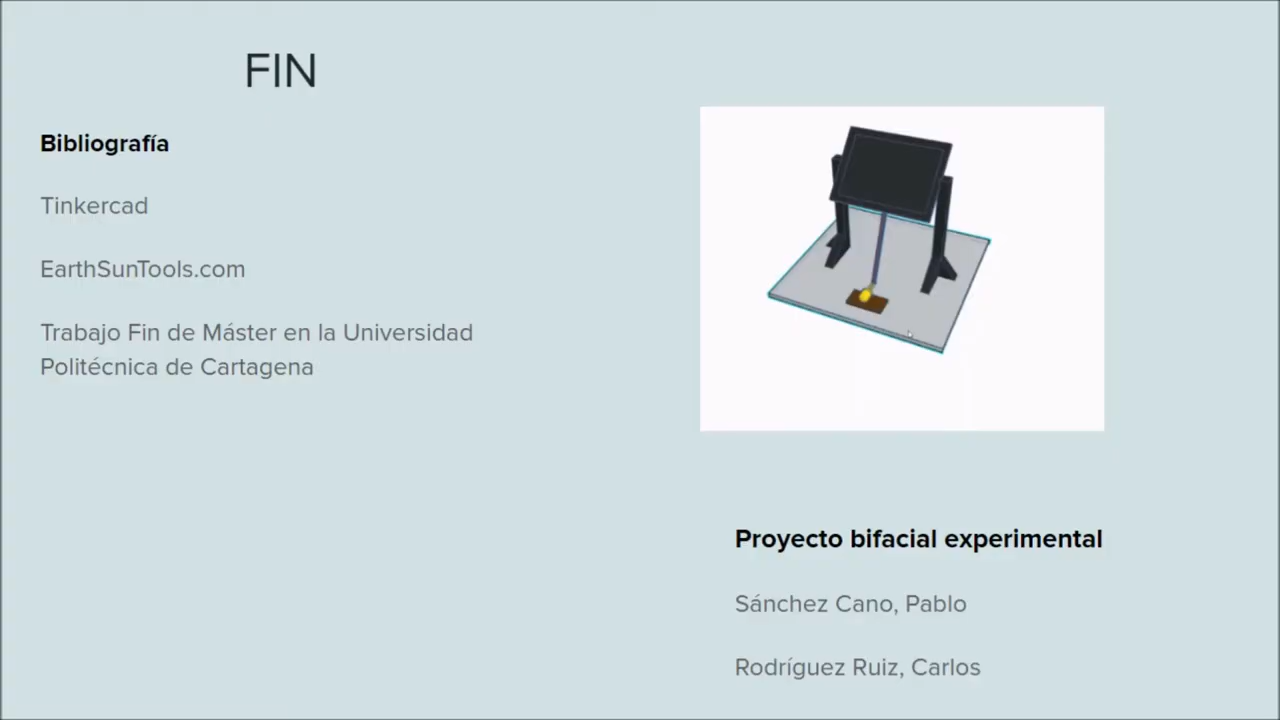 FIN
Bibliografía
Tinkercad
EarthSunTools.com
Trabajo Fin de Máster en la Universidad
Politécnica de Cartagena
Proyecto bifacial experimental
Sánchez Cano, Pablo
Rodríguez Ruiz, Carlos